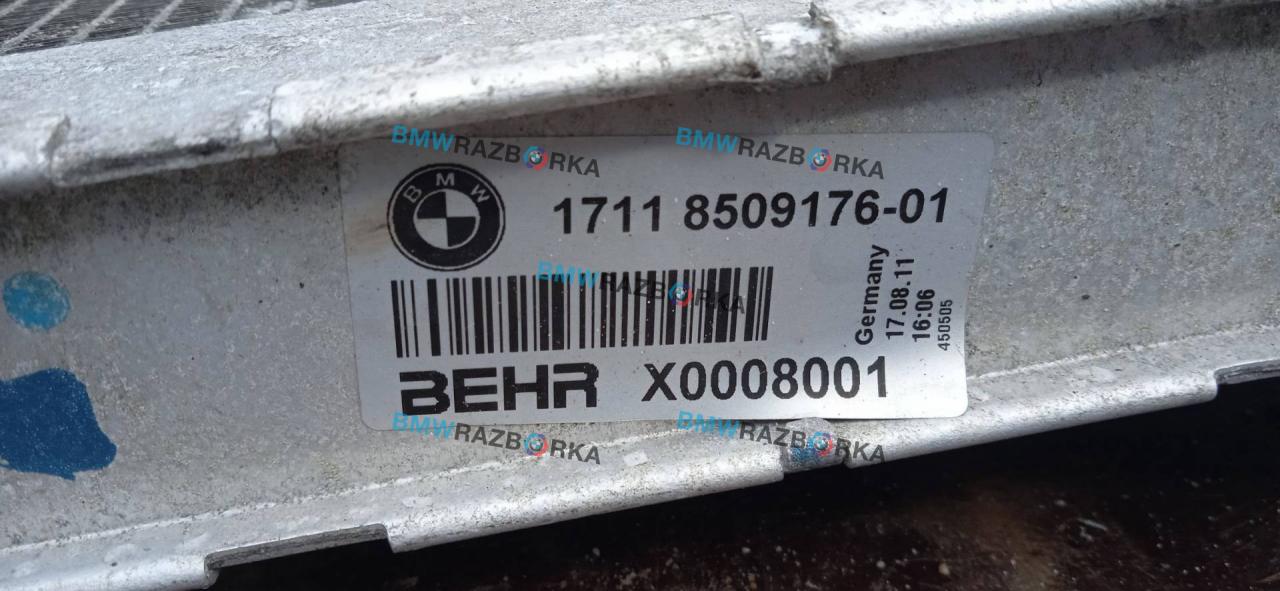 BMWRAZBORKA
BMWRAZBORKA
BMW
1711 8509176-01
BMWRAZBORKA
Germany
17.08.11
16:06
450505
BEHR X0008001
BMWRAZBORKA
BMWRAZBORKA